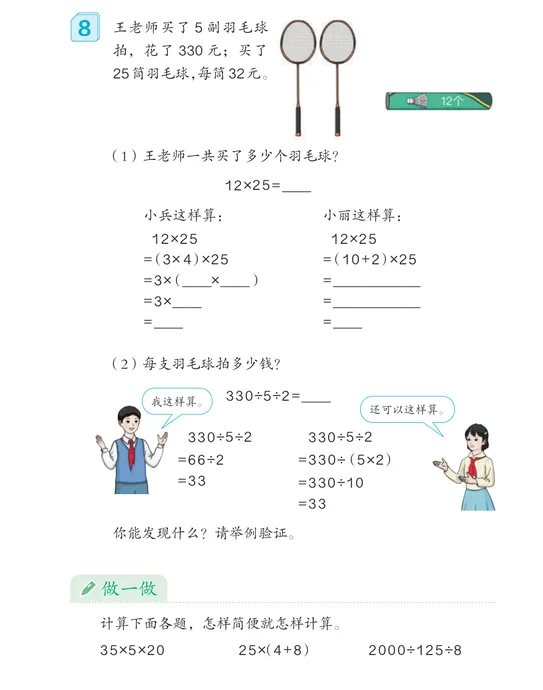 8
王老师买了5副羽毛球
拍，花了330元；买了
25筒羽毛球，每筒32元。
12个
（1）王老师一共买了多少个羽毛球？
12×25=____
小兵这样算： 小丽这样算：
12×25 12×25
=(3×4)×25 =(10+2)×25
=3×(____×____) =____________
=3×____ =____________
=____ =____
（2）每支羽毛球拍多少钱？
330÷5÷2=____
我这样算。 还可以这样算。
330÷5÷2 330÷5÷2
=66÷2 =330÷(5×2)
=33 =330÷10
=33
你能发现什么？请举例验证。
做一做
计算下面各题，怎样简便就怎样计算。
35×5×20 25×(4+8) 2000÷125÷8